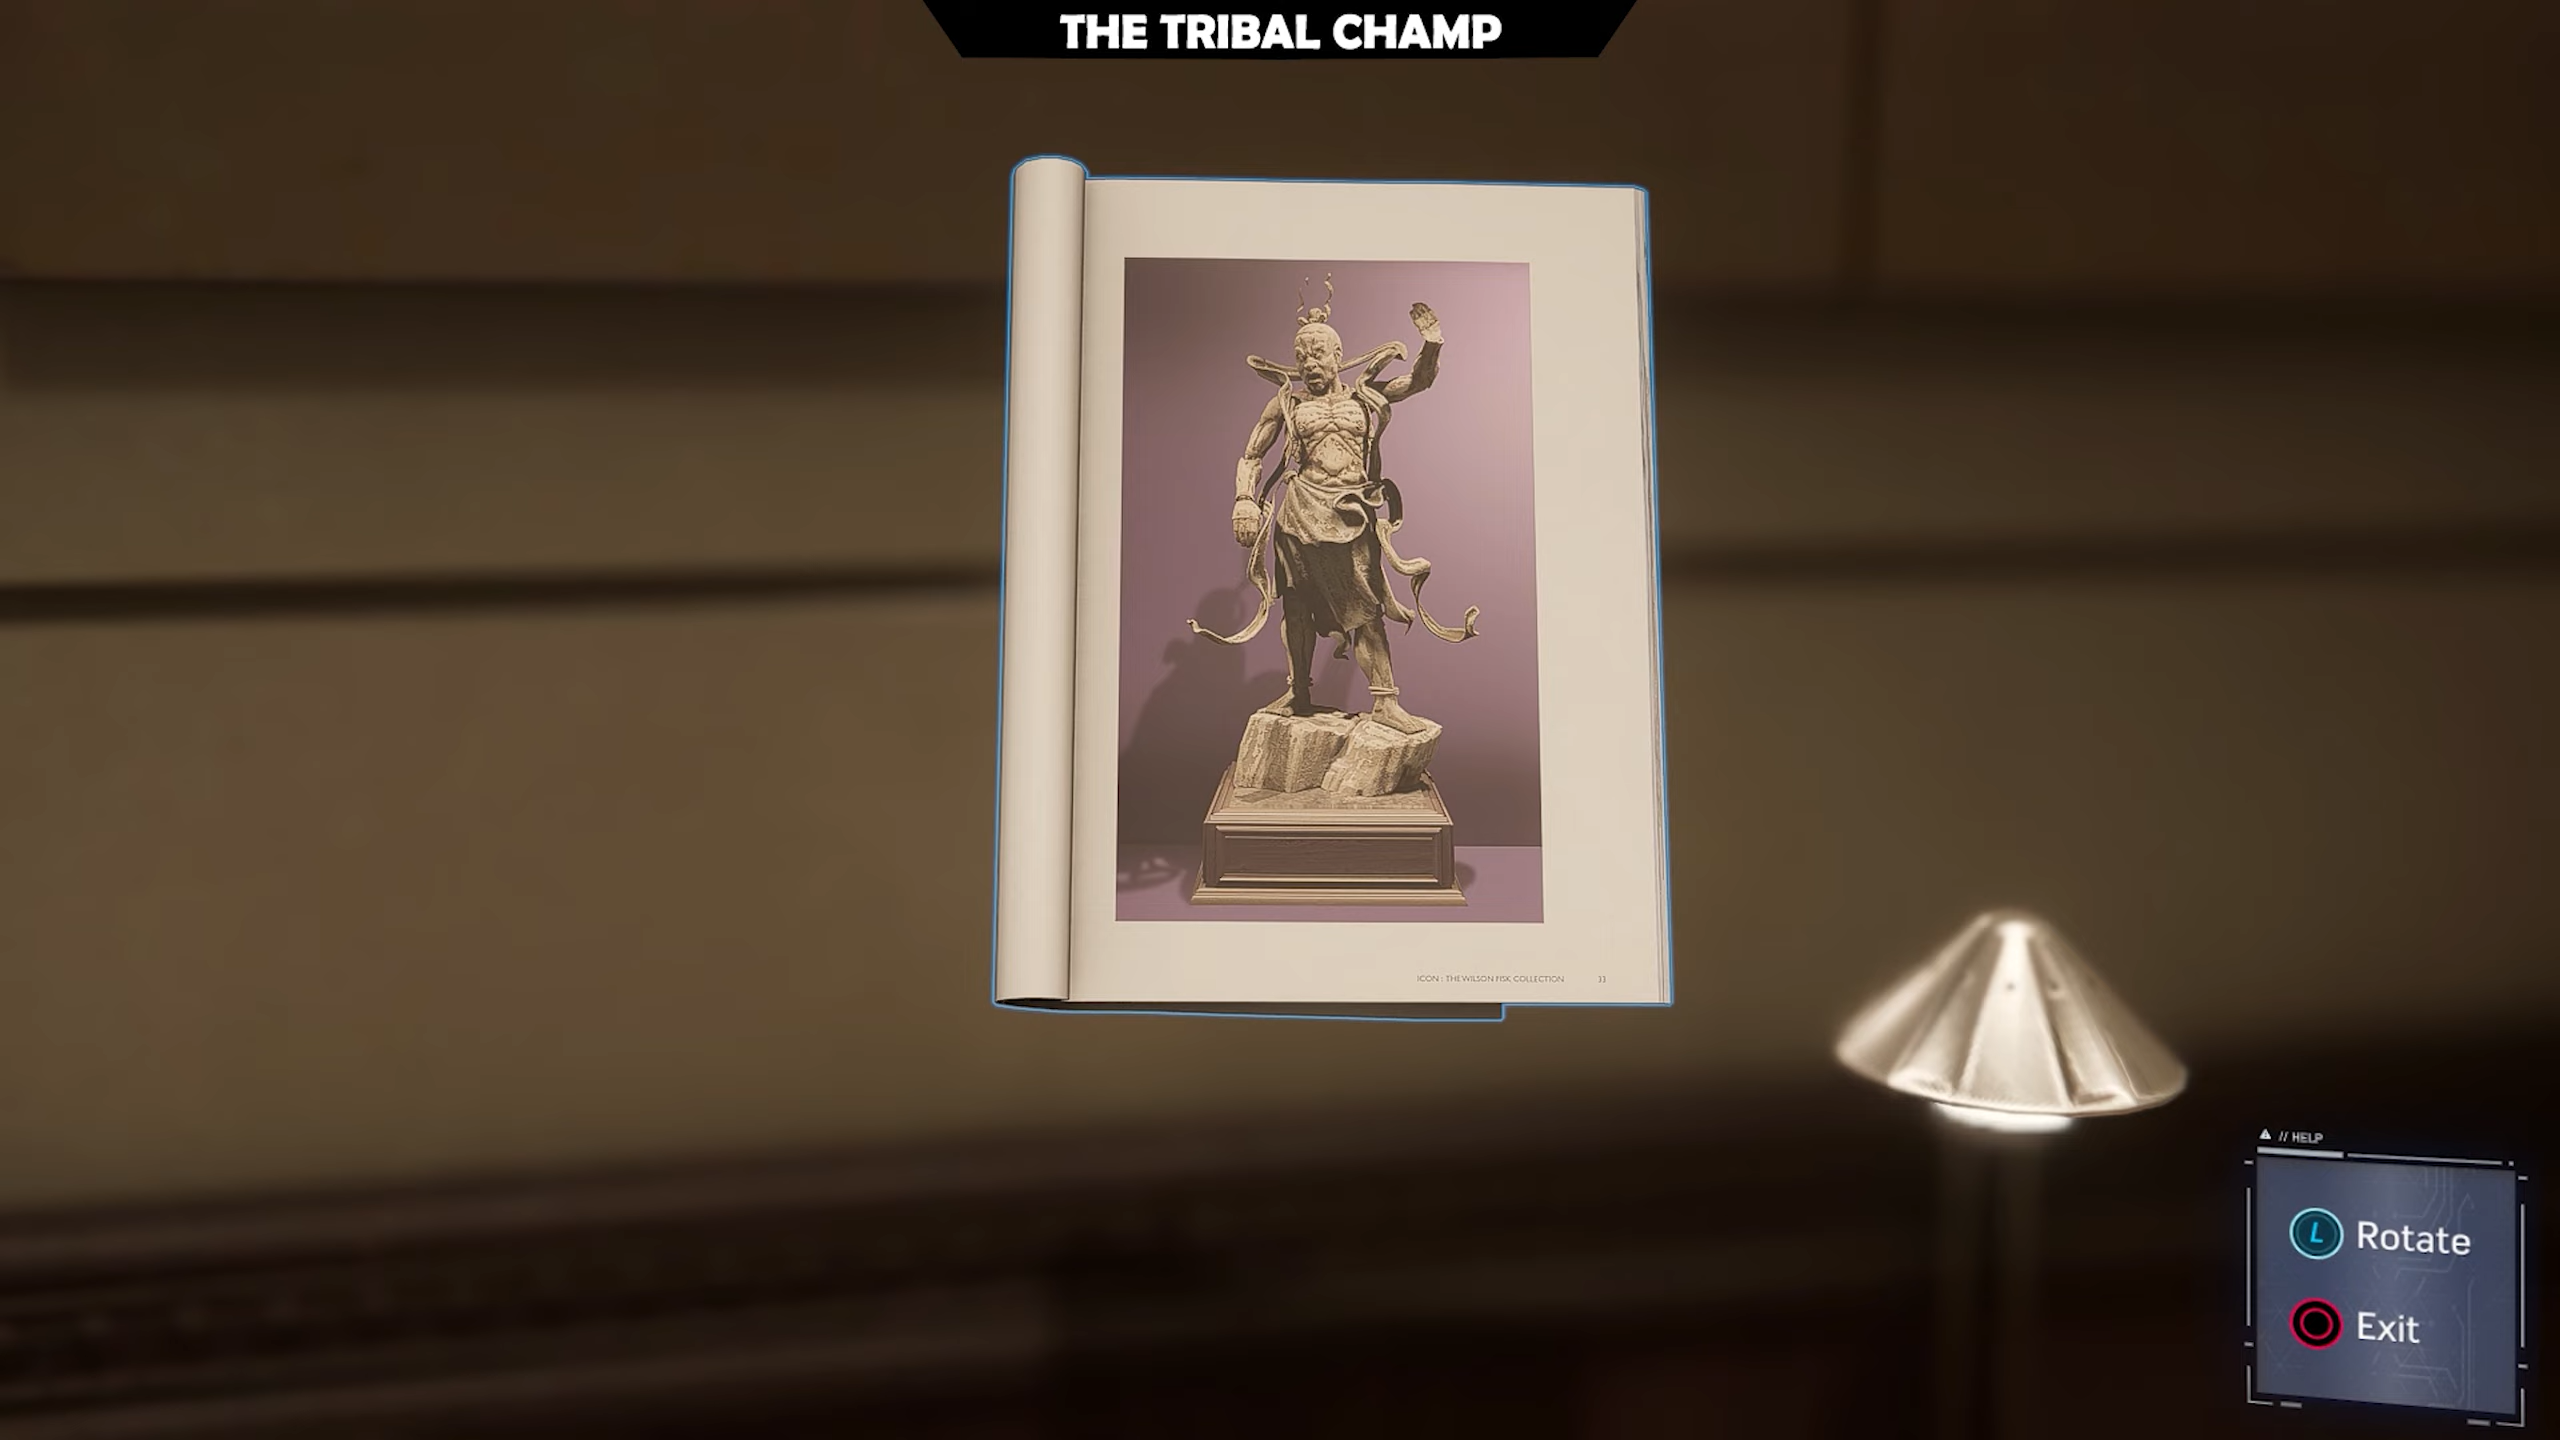 THE TRIBAL CHAMP
ICON : THE WILSON FISK COLLECTION 33
// HELP
L Rotate
Exit